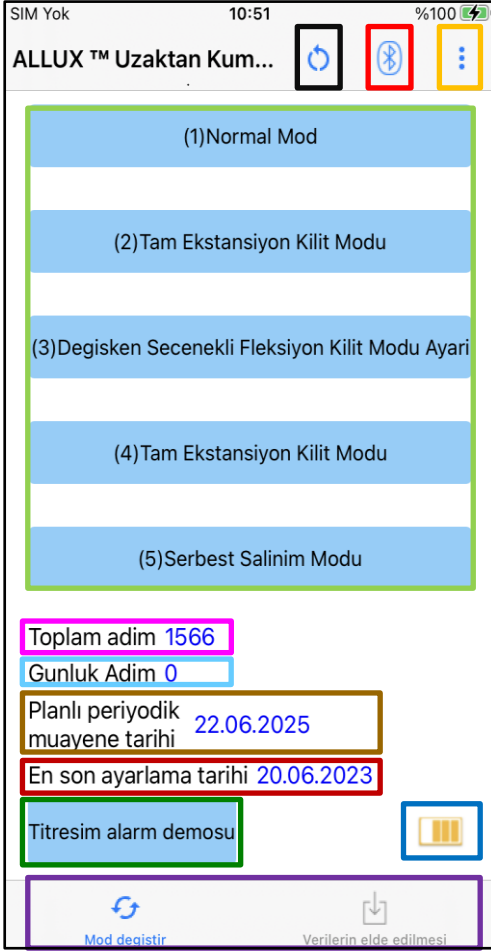 SIM Yok 10:51 %100
ALLUX ™ Uzaktan Kum...
(1)Normal Mod
(2)Tam Ekstansiyon Kilit Modu
(3)Degisken Secenekli Fleksiyon Kilit Modu Ayari
(4)Tam Ekstansiyon Kilit Modu
(5)Serbest Salinim Modu
Toplam adim 1566
Gunluk Adim 0
Planlı periyodik
muayene tarihi 22.06.2025
En son ayarlama tarihi 20.06.2023
Titresim alarm demosu
Mod degistir Verilerin elde edilmesi